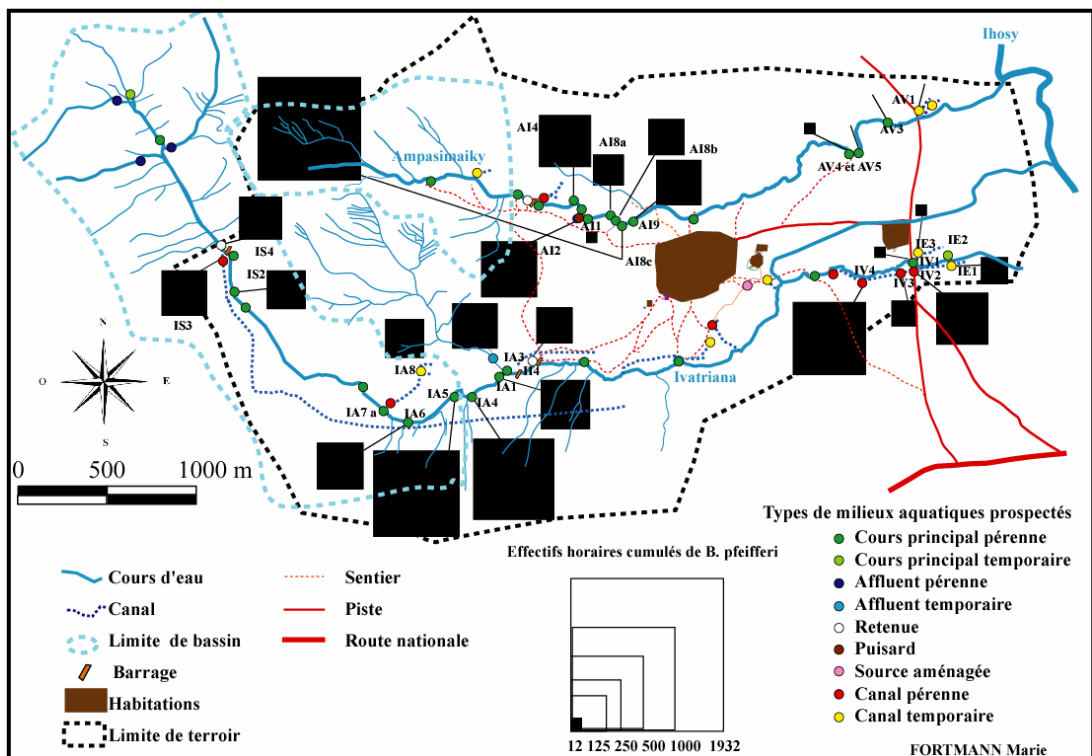 Ihosy
AV1
AI4
AI8a
AI8b
AV3
Ampasimaiky
AV4 et AV5
AI1
AI9
AI2
AI8c
IS4
IS2
IS3
IE3
IE2
IV1
IV4
IV3
IV2
IE1
N
O
E
S
IA8
IA3
II4
IA1
IA5
IA4
IA7 a
IA6
Ivatriana
0 500 1000 m
Types de milieux aquatiques prospectés
Cours principal pérenne
Cours principal temporaire
Affluent pérenne
Affluent temporaire
Retenue
Puisard
Source aménagée
Canal pérenne
Canal temporaire
Effectifs horaires cumulés de B. pfeifferi
12 125 250 500 1000 1932
Cours d'eau
Canal
Limite de bassin
Barrage
Habitations
Limite de terroir
Sentier
Piste
Route nationale
FORTMANN Marie